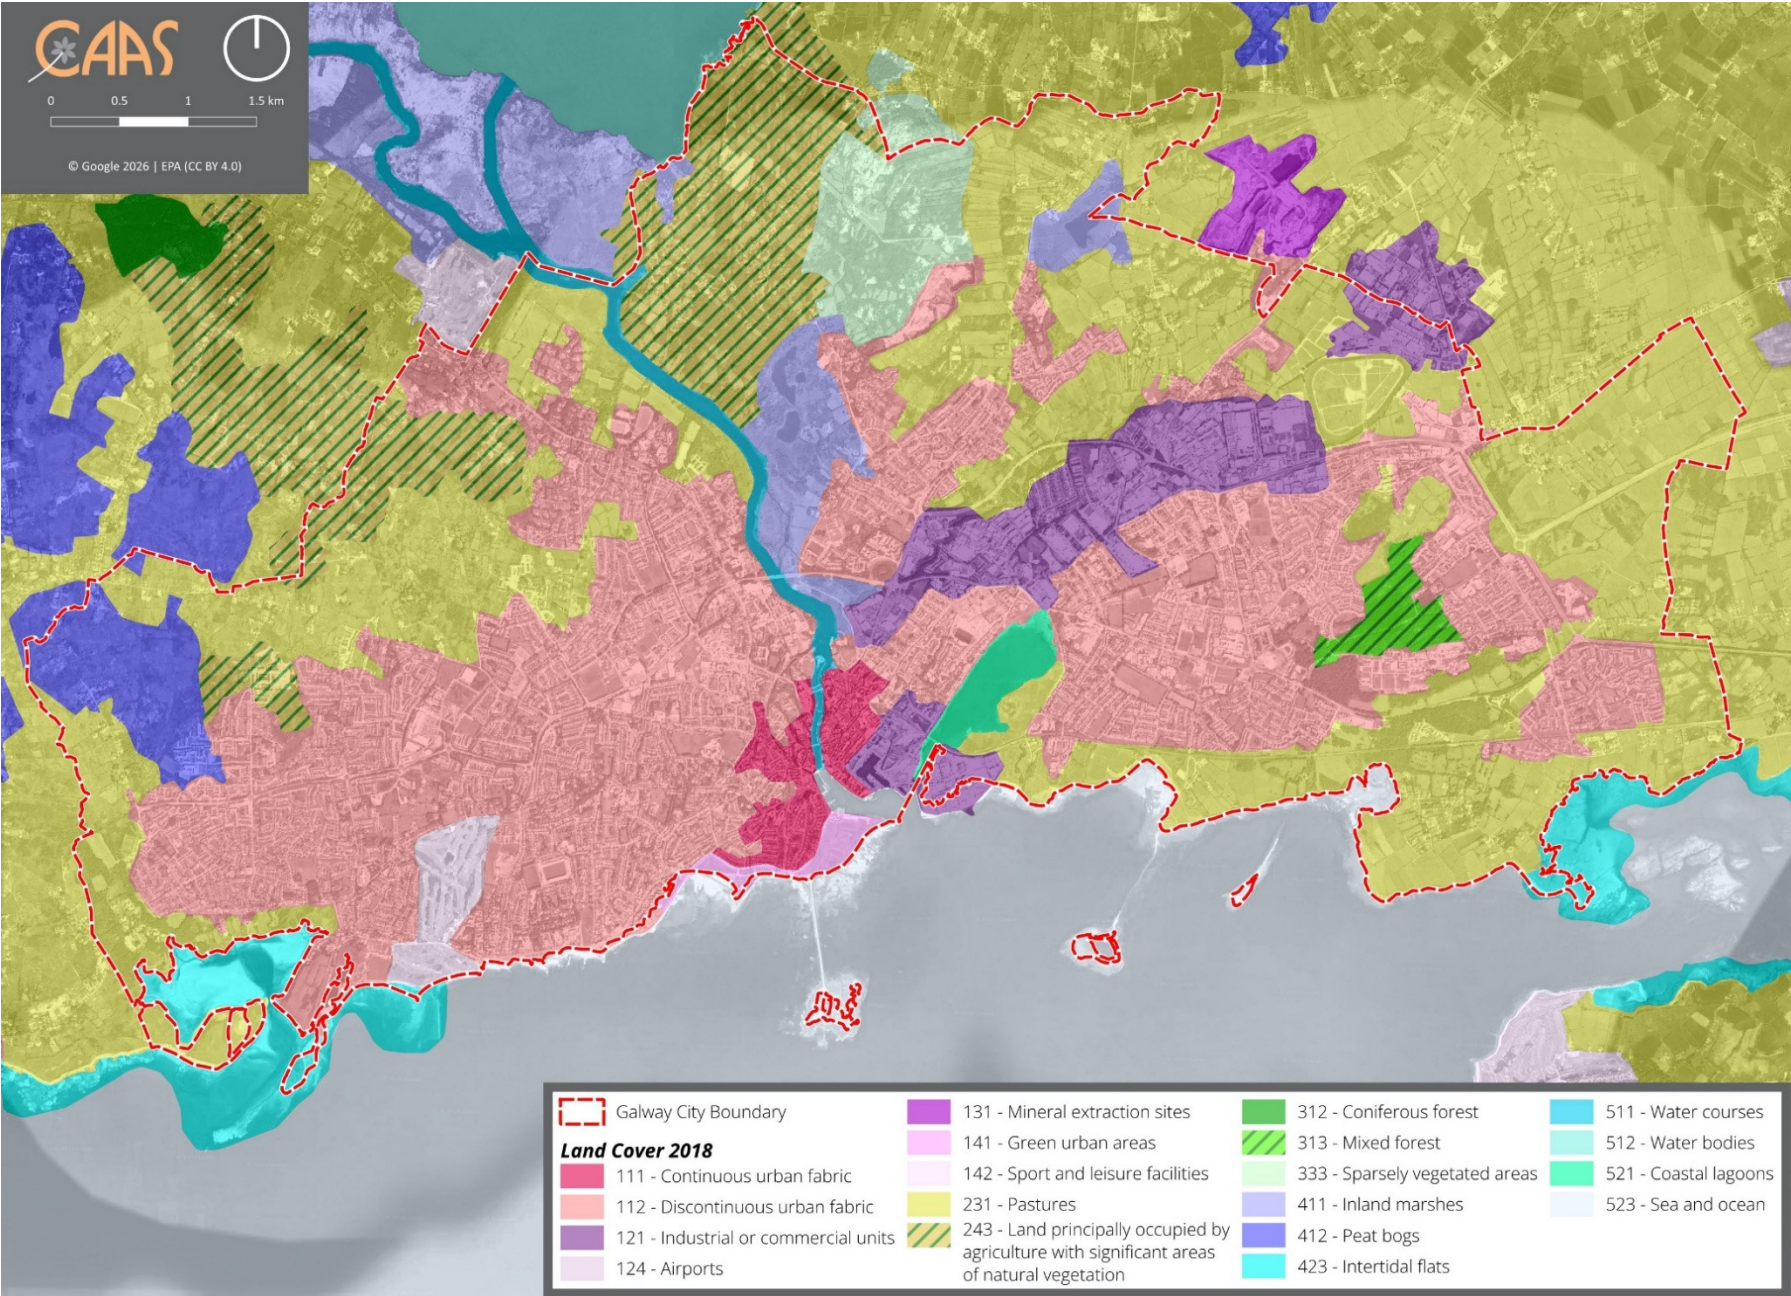 CAAS
0 0.5 1 1.5 km
© Google 2026 | EPA (CC BY 4.0)
Galway City Boundary
Land Cover 2018
111 - Continuous urban fabric
112 - Discontinuous urban fabric
121 - Industrial or commercial units
124 - Airports
131 - Mineral extraction sites
141 - Green urban areas
142 - Sport and leisure facilities
231 - Pastures
243 - Land principally occupied by
agriculture with significant areas
of natural vegetation
312 - Coniferous forest
313 - Mixed forest
333 - Sparsely vegetated areas
411 - Inland marshes
412 - Peat bogs
423 - Intertidal flats
511 - Water courses
512 - Water bodies
521 - Coastal lagoons
523 - Sea and ocean